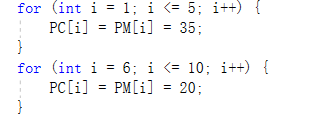 for (int i = 1; i <= 5; i++) {
    PC[i] = PM[i] = 35;
}
for (int i = 6; i <= 10; i++) {
    PC[i] = PM[i] = 20;
}